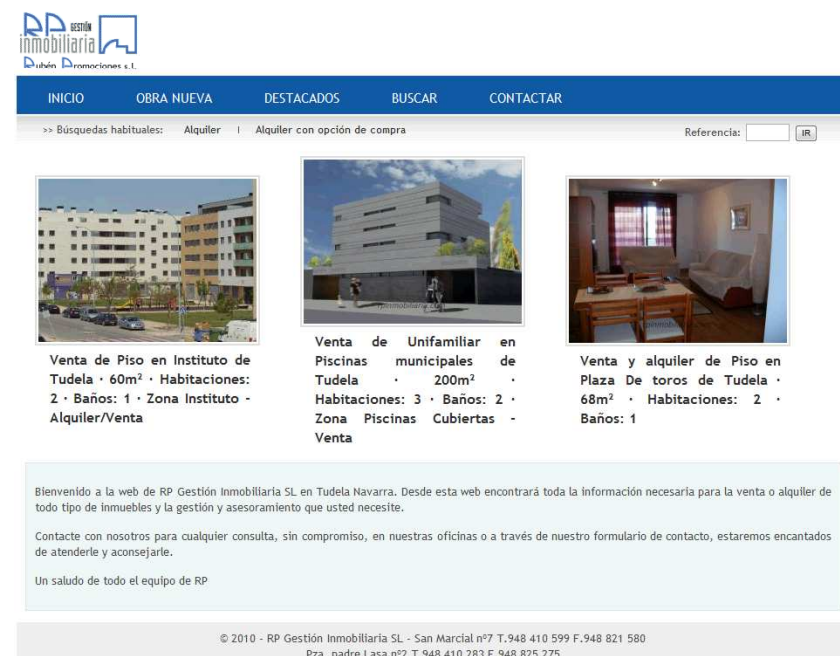 RP GESTIÓN
inmobiliaria
Rubén Promociones s.l.
INICIO OBRA NUEVA DESTACADOS BUSCAR CONTACTAR
>> Búsquedas habituales: Alquiler | Alquiler con opción de compra Referencia: IR
Venta de Piso en Instituto de
Tudela · 60m² · Habitaciones:
2 · Baños: 1 · Zona Instituto -
Alquiler/Venta
Venta de Unifamiliar en
Piscinas municipales de
Tudela · 200m² ·
Habitaciones: 3 · Baños: 2 ·
Zona Piscinas Cubiertas -
Venta
Venta y alquiler de Piso en
Plaza De toros de Tudela ·
68m² · Habitaciones: 2 ·
Baños: 1
Bienvenido a la web de RP Gestión Inmobiliaria SL en Tudela Navarra. Desde esta web encontrará toda la información necesaria para la venta o alquiler de
todo tipo de inmuebles y la gestión y asesoramiento que usted necesite.
Contacte con nosotros para cualquier consulta, sin compromiso, en nuestras oficinas o a través de nuestro formulario de contacto, estaremos encantados
de atenderle y aconsejarle.
Un saludo de todo el equipo de RP
© 2010 - RP Gestión Inmobiliaria SL - San Marcial nº7 T.948 410 599 F.948 821 580
Pza. padre Lasa nº2 T.948 410 283 F.948 825 275